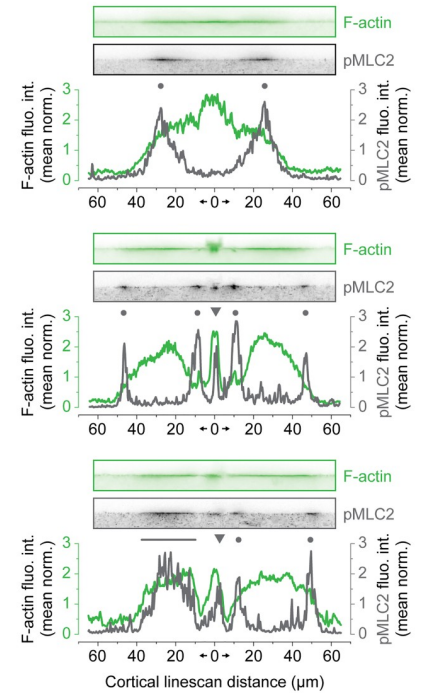 F-actin
pMLC2
F-actin fluo. int.
(mean norm.)
3
2
1
0
3
2
1
0
pMLC2 fluo. int.
(mean norm.)
60 40 20 0 20 40 60
F-actin
pMLC2
F-actin fluo. int.
(mean norm.)
3
2
1
0
3
2
1
0
pMLC2 fluo. int.
(mean norm.)
60 40 20 0 20 40 60
F-actin
pMLC2
F-actin fluo. int.
(mean norm.)
3
2
1
0
3
2
1
0
pMLC2 fluo. int.
(mean norm.)
60 40 20 0 20 40 60
Cortical linescan distance (μm)